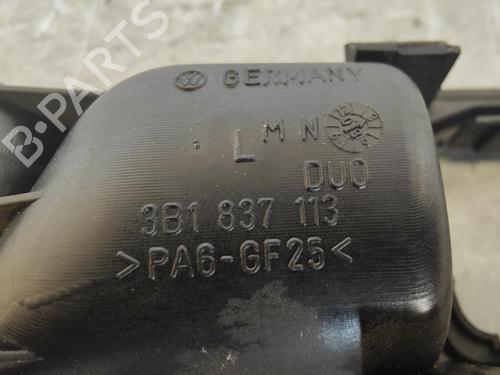 GERMANY
L M N
DUO
3B1 837 113
>PA6-GF25<
B-PARTS